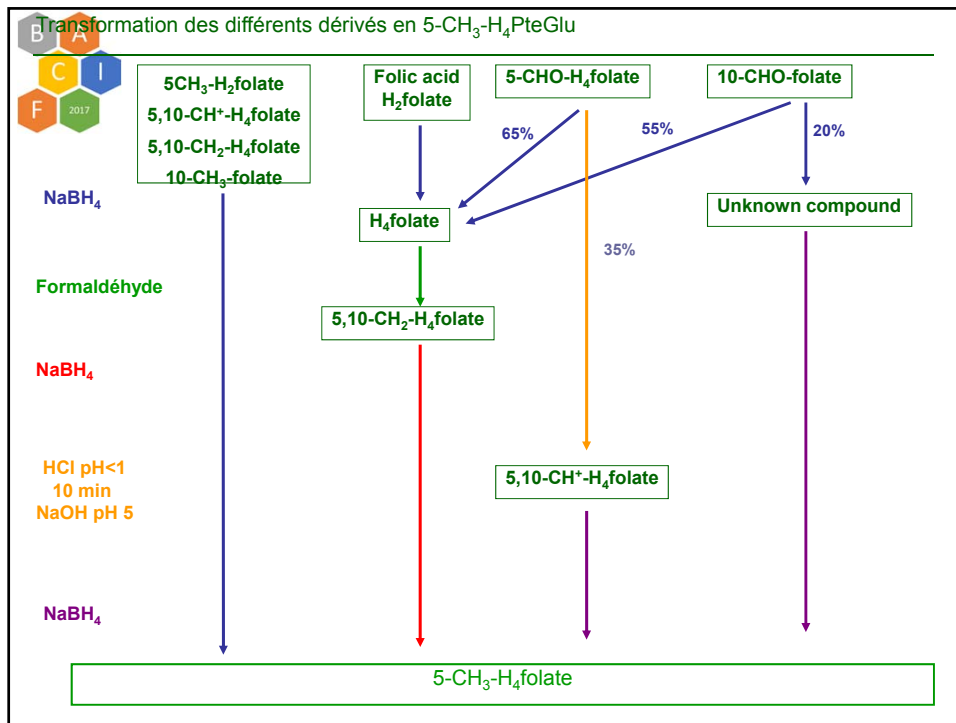 Transformation des différents dérivés en 5-CH₃-H₄PteGlu
B A
C I
F 2017
5CH₃-H₂folate
5,10-CH⁺-H₄folate
5,10-CH₂-H₄folate
10-CH₃-folate
Folic acid
H₂folate
5-CHO-H₄folate
10-CHO-folate
65%
55%
20%
NaBH₄
H₄folate
Unknown compound
35%
Formaldéhyde
5,10-CH₂-H₄folate
NaBH₄
HCl pH<1
10 min
NaOH pH 5
5,10-CH⁺-H₄folate
NaBH₄
5-CH₃-H₄folate